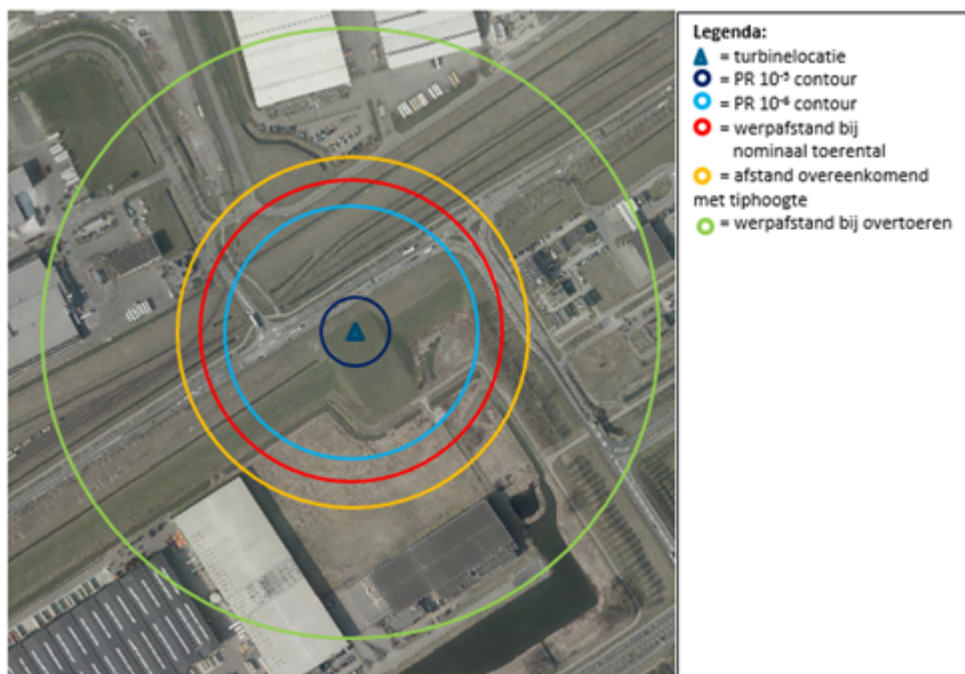 Legenda:
= turbinelocatie
= PR 10⁻⁵ contour
= PR 10⁻⁶ contour
= werpafstand bij
nominaal toerental
= afstand overeenkomend
met tiphoogte
= werpafstand bij overtoeren